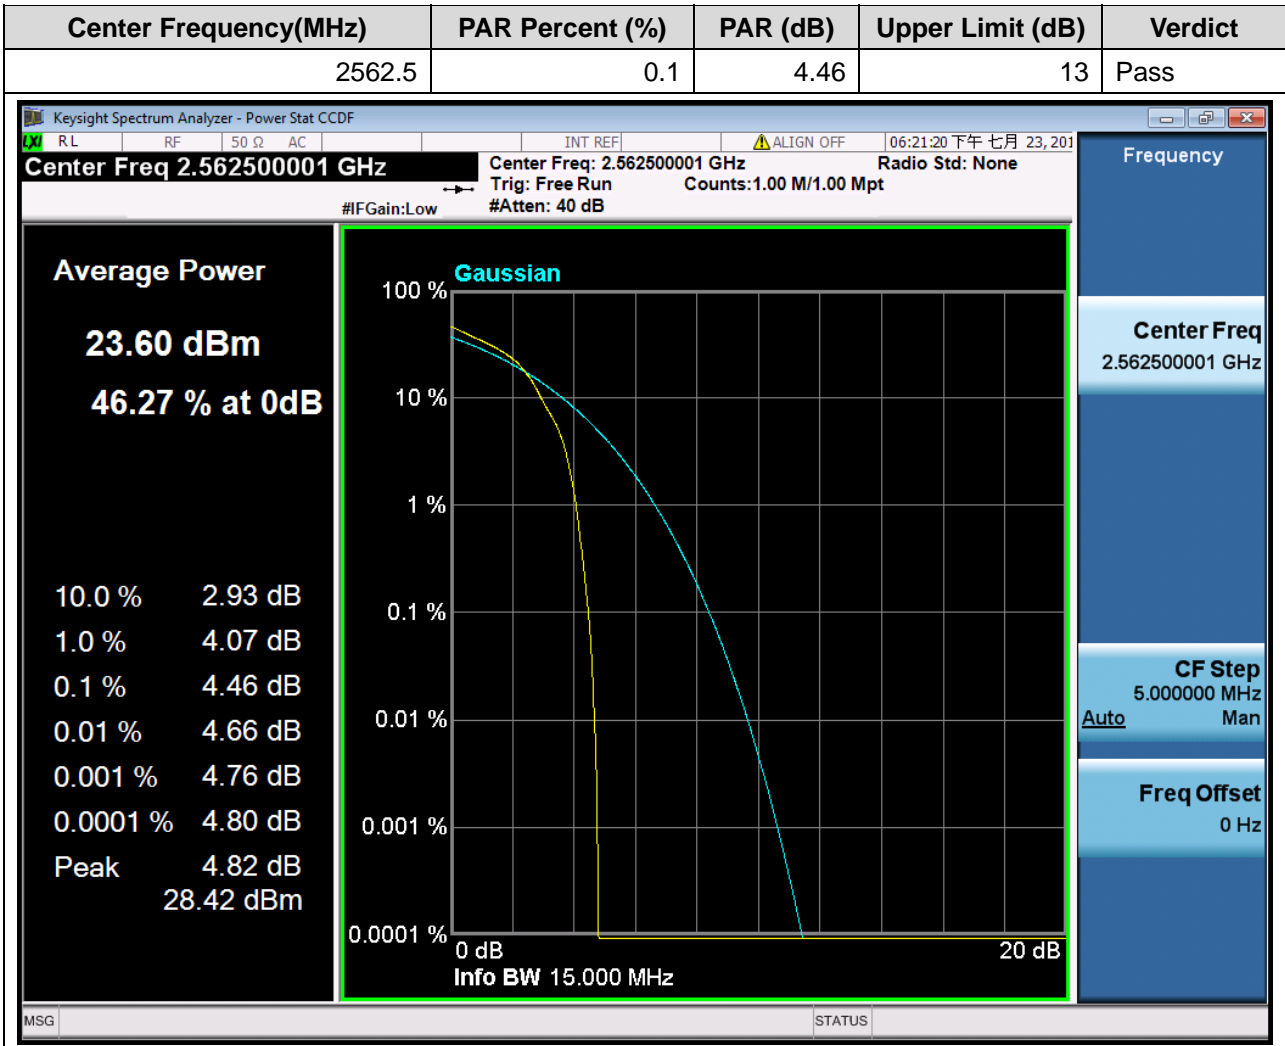 Center Frequency(MHz) PAR Percent (%) PAR (dB) Upper Limit (dB) Verdict
2562.5 0.1 4.46 13 Pass
Keysight Spectrum Analyzer - Power Stat CCDF
LXI RL RF 50 Ω AC INT REF ALIGN OFF 06:21:20 下午 七月 23, 201
Center Freq 2.562500001 GHz
Center Freq: 2.562500001 GHz Radio Std: None
Trig: Free Run Counts:1.00 M/1.00 Mpt
#IFGain:Low #Atten: 40 dB
Frequency
Average Power
23.60 dBm
46.27 % at 0dB
10.0 % 2.93 dB
1.0 % 4.07 dB
0.1 % 4.46 dB
0.01 % 4.66 dB
0.001 % 4.76 dB
0.0001 % 4.80 dB
Peak 4.82 dB
28.42 dBm
Gaussian
100 %
10 %
1 %
0.1 %
0.01 %
0.001 %
0.0001 %
0 dB 20 dB
Info BW 15.000 MHz
Center Freq
2.562500001 GHz
CF Step
5.000000 MHz
Auto Man
Freq Offset
0 Hz
MSG STATUS